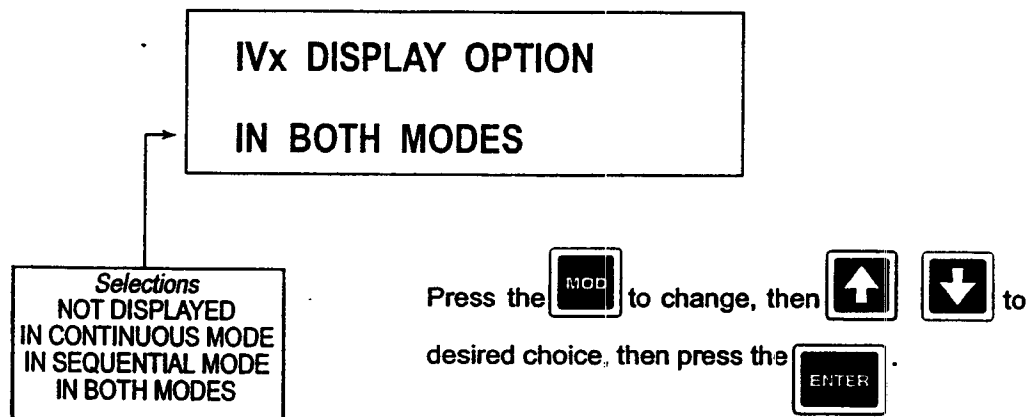 IVx DISPLAY OPTION
IN BOTH MODES
Selections
NOT DISPLAYED
IN CONTINUOUS MODE
IN SEQUENTIAL MODE
IN BOTH MODES
Press the MOD to change, then ↑ ↓ to
desired choice, then press the ENTER .